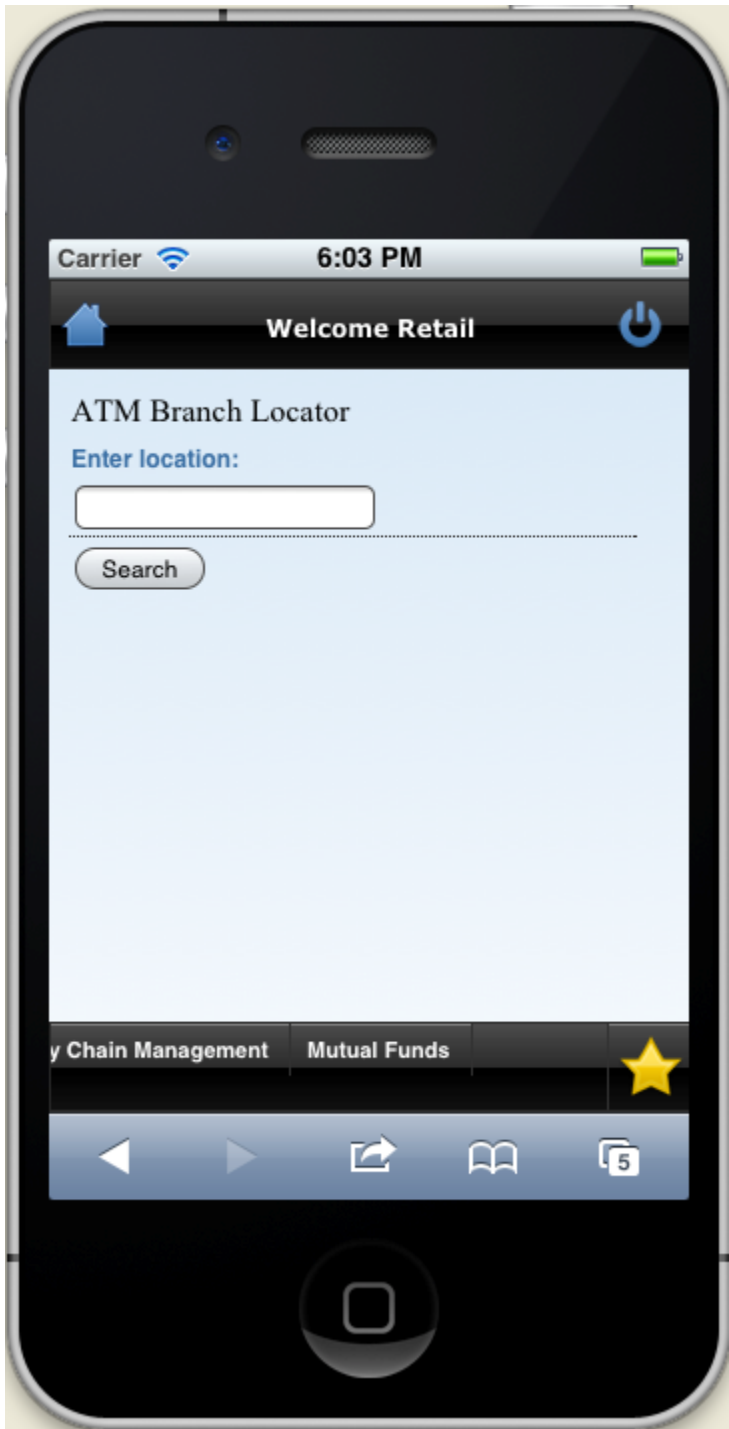 Carrier 6:03 PM
Welcome Retail
ATM Branch Locator
Enter location:
Search
y Chain Management Mutual Funds
5